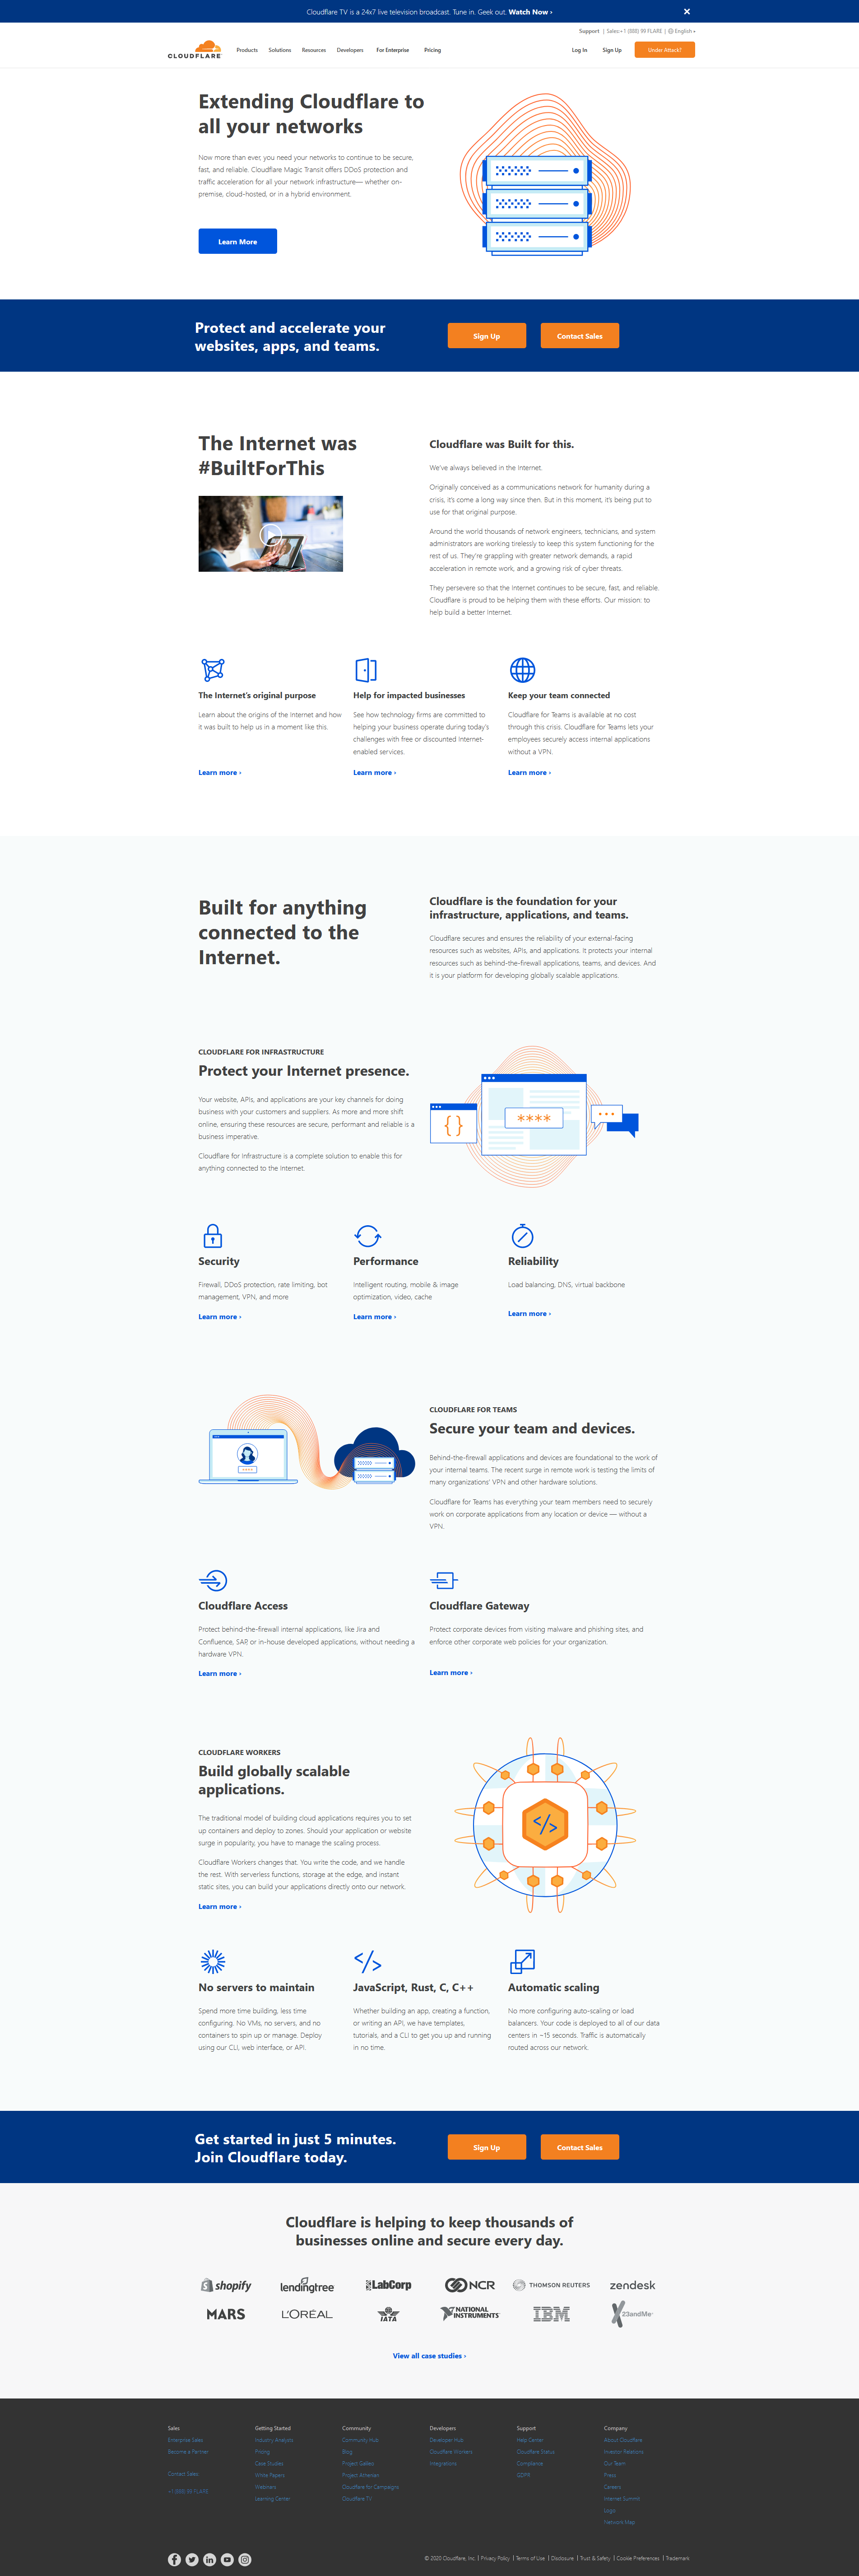 Cloudflare TV is a 24x7 live television broadcast. Tune in. Geek out. Watch Now ›
Support | Sales:+1 (888) 99 FLARE | English
CLOUDFLARE Products Solutions Resources Developers For Enterprise Pricing Log In Sign Up Under Attack?
Extending Cloudflare to
all your networks
Now more than ever, you need your networks to continue to be secure,
fast, and reliable. Cloudflare Magic Transit offers DDoS protection and
traffic acceleration for all your network infrastructure— whether on-
premise, cloud-hosted, or in a hybrid environment.
Learn More
Protect and accelerate your
websites, apps, and teams.
Sign Up Contact Sales
The Internet was
#BuiltForThis
Cloudflare was Built for this.
We've always believed in the Internet.
Originally conceived as a communications network for humanity during a
crisis, it's come a long way since then. But in this moment, it's being put to
use for that original purpose.
Around the world thousands of network engineers, technicians, and system
administrators are working tirelessly to keep this system functioning for the
rest of us. They're grappling with greater network demands, a rapid
acceleration in remote work, and a growing risk of cyber threats.
They persevere so that the Internet continues to be secure, fast, and reliable.
Cloudflare is proud to be helping them with these efforts. Our mission: to
help build a better Internet.
The Internet's original purpose
Learn about the origins of the Internet and how
it was built to help us in a moment like this.
Learn more ›
Help for impacted businesses
See how technology firms are committed to
helping your business operate during today's
challenges with free or discounted Internet-
enabled services.
Learn more ›
Keep your team connected
Cloudflare for Teams is available at no cost
through this crisis. Cloudflare for Teams lets your
employees securely access internal applications
without a VPN.
Learn more ›
Built for anything
connected to the
Internet.
Cloudflare is the foundation for your
infrastructure, applications, and teams.
Cloudflare secures and ensures the reliability of your external-facing
resources such as websites, APIs, and applications. It protects your internal
resources such as behind-the-firewall applications, teams, and devices. And
it is your platform for developing globally scalable applications.
CLOUDFLARE FOR INFRASTRUCTURE
Protect your Internet presence.
Your website, APIs, and applications are your key channels for doing
business with your customers and suppliers. As more and more shift
online, ensuring these resources are secure, performant and reliable is a
business imperative.
Cloudflare for Infrastructure is a complete solution to enable this for
anything connected to the Internet.
{} ****
Security
Firewall, DDoS protection, rate limiting, bot
management, VPN, and more
Learn more ›
Performance
Intelligent routing, mobile & image
optimization, video, cache
Learn more ›
Reliability
Load balancing, DNS, virtual backbone
Learn more ›
CLOUDFLARE FOR TEAMS
Secure your team and devices.
Behind-the-firewall applications and devices are foundational to the work of
your internal teams. The recent surge in remote work is testing the limits of
many organizations' VPN and other hardware solutions.
Cloudflare for Teams has everything your team members need to securely
work on corporate applications from any location or device — without a
VPN.
Cloudflare Access
Protect behind-the-firewall internal applications, like Jira and
Confluence, SAP, or in-house developed applications, without needing a
hardware VPN.
Learn more ›
Cloudflare Gateway
Protect corporate devices from visiting malware and phishing sites, and
enforce other corporate web policies for your organization.
Learn more ›
CLOUDFLARE WORKERS
Build globally scalable
applications.
The traditional model of building cloud applications requires you to set
up containers and deploy to zones. Should your application or website
surge in popularity, you have to manage the scaling process.
Cloudflare Workers changes that. You write the code, and we handle
the rest. With serverless functions, storage at the edge, and instant
static sites, you can build your applications directly onto our network.
Learn more ›
</>
No servers to maintain
Spend more time building, less time
configuring. No VMs, no servers, and no
containers to spin up or manage. Deploy
using our CLI, web interface, or API.
JavaScript, Rust, C, C++
Whether building an app, creating a function,
or writing an API, we have templates,
tutorials, and a CLI to get you up and running
in no time.
Automatic scaling
No more configuring auto-scaling or load
balancers. Your code is deployed to all of our data
centers in ~15 seconds. Traffic is automatically
routed across our network.
Get started in just 5 minutes.
Join Cloudflare today.
Sign Up Contact Sales
Cloudflare is helping to keep thousands of
businesses online and secure every day.
shopify lendingtree LabCorp NCR THOMSON REUTERS zendesk
MARS L'ORÉAL IATA NATIONAL INSTRUMENTS IBM 23andMe
View all case studies ›
Sales
Enterprise Sales
Become a Partner
Contact Sales:
+1 (888) 99 FLARE
Getting Started
Industry Analysts
Pricing
Case Studies
White Papers
Webinars
Learning Center
Community
Community Hub
Blog
Project Galileo
Project Athenian
Cloudflare for Campaigns
Cloudflare TV
Developers
Developer Hub
Cloudflare Workers
Integrations
Support
Help Center
Cloudflare Status
Compliance
GDPR
Company
About Cloudflare
Investor Relations
Our Team
Press
Careers
Internet Summit
Logo
Network Map
© 2020 Cloudflare, Inc. | Privacy Policy | Terms of Use | Disclosure | Trust & Safety | Cookie Preferences | Trademark